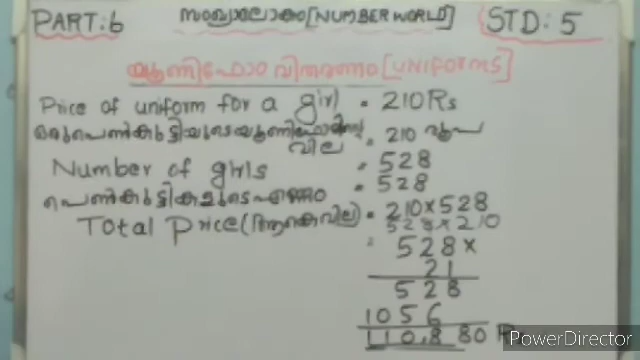 PART:6 സംഖ്യാലോകം [NUMBER WORLD] STD: 5
യൂണിഫോം വിതരണം [UNIFORMS]
Price of uniform for a girl = 210 Rs
ഒരു പെൺകുട്ടിയുടെ യൂണിഫോമിന്റെ
വില = 210 രൂപ
Number of girls = 528
പെൺകുട്ടികളുടെ എണ്ണം = 528
Total Price (ആകെ വില) = 210×528
528×210
= 528×
21
528
1056
110,880 Rs
PowerDirector